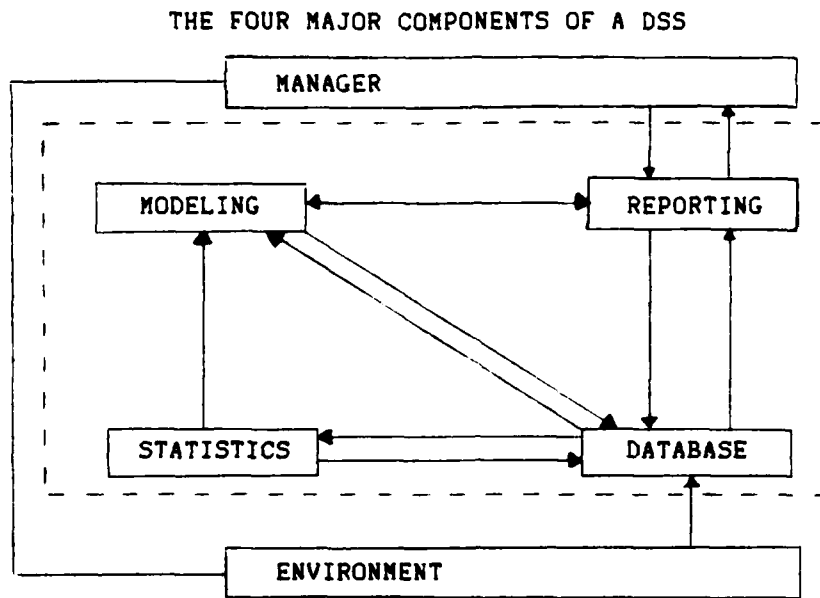 THE FOUR MAJOR COMPONENTS OF A DSS
MANAGER
MODELING
REPORTING
STATISTICS
DATABASE
ENVIRONMENT